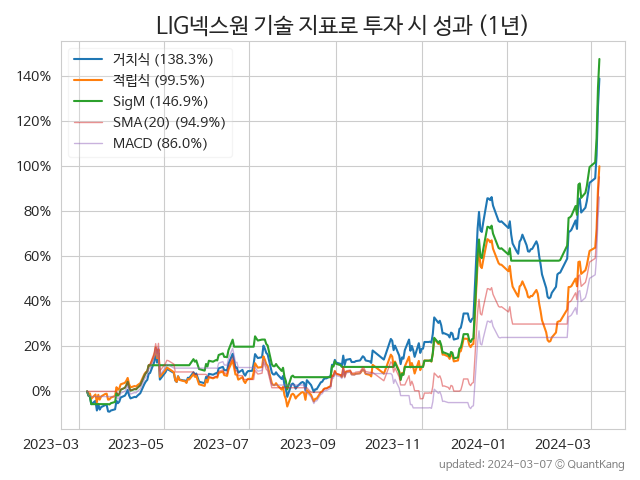 LIG넥스원 기술 지표로 투자 시 성과 (1년)
거치식 (138.3%)
적립식 (99.5%)
SigM (146.9%)
SMA(20) (94.9%)
MACD (86.0%)
140%
120%
100%
80%
60%
40%
20%
0%
2023-03 2023-05 2023-07 2023-09 2023-11 2024-01 2024-03
updated: 2024-03-07 © QuantKang